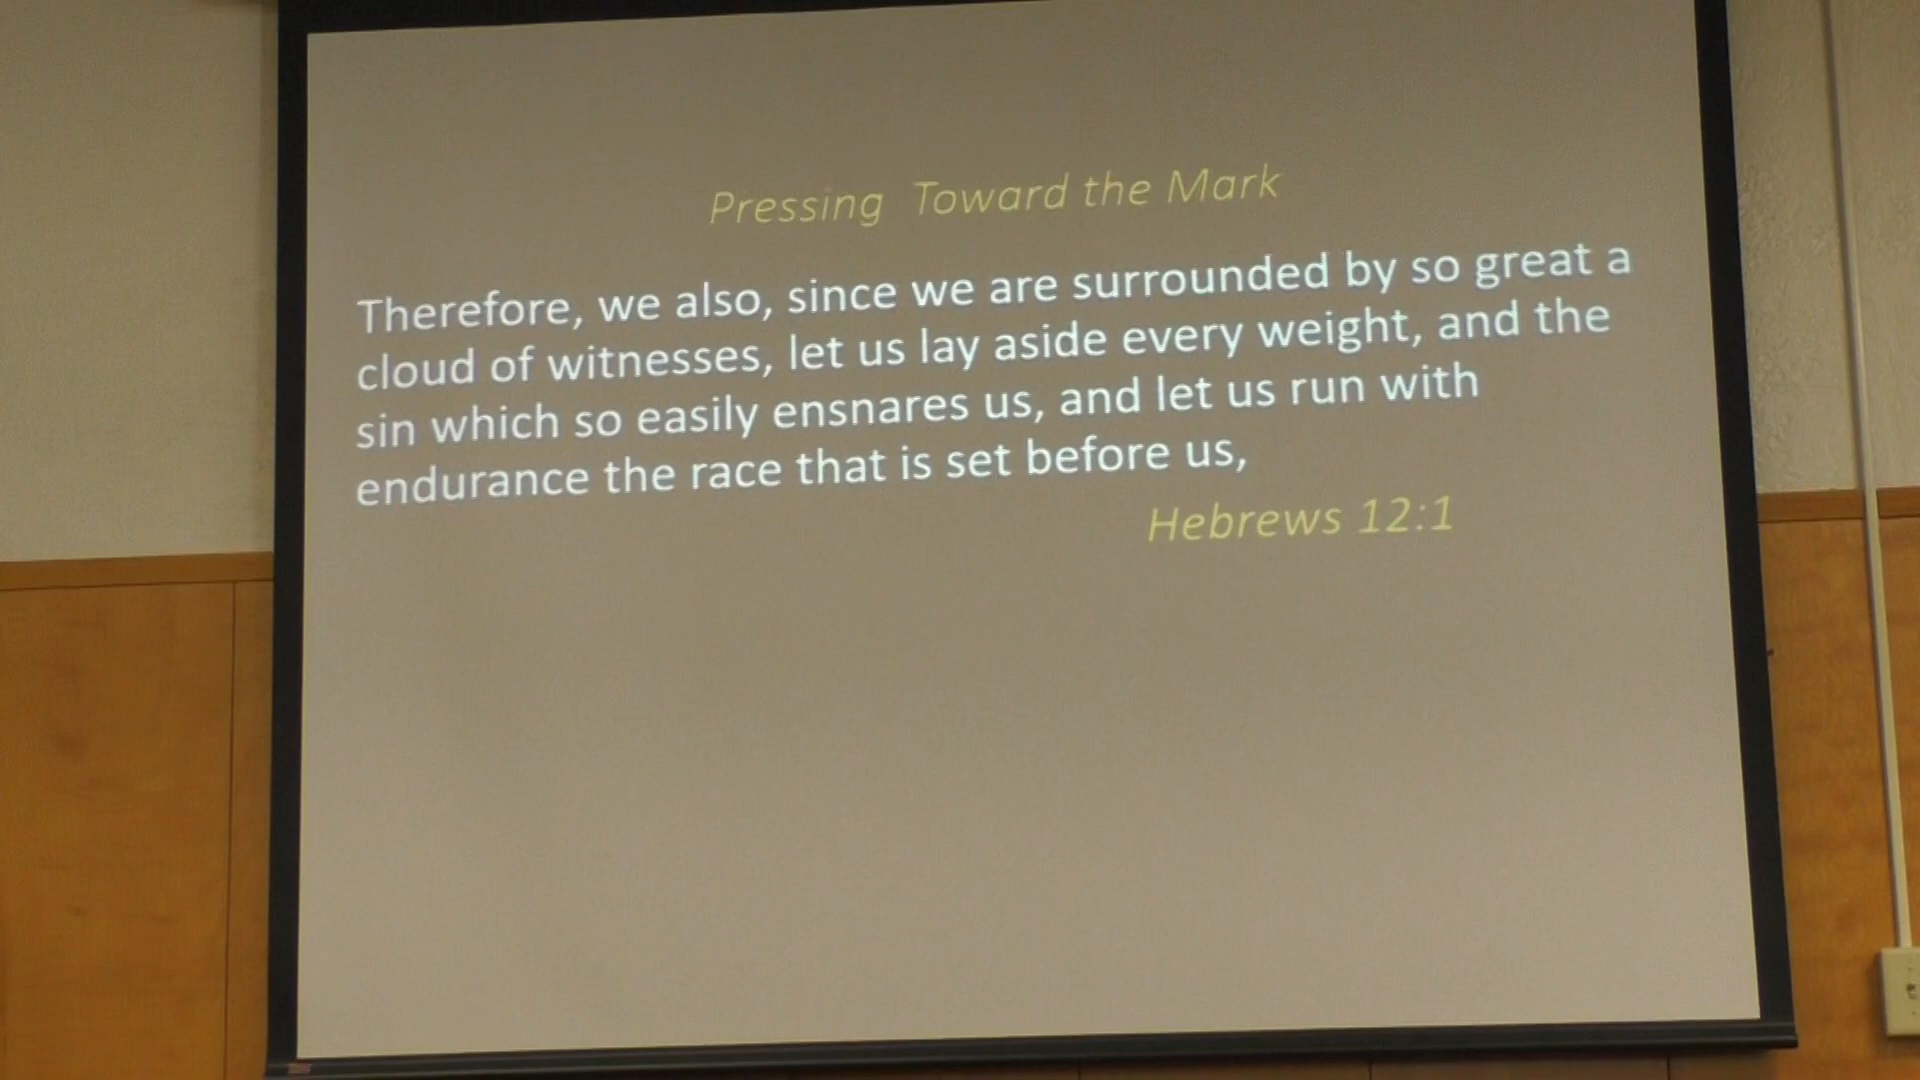 Pressing Toward the Mark
Therefore, we also, since we are surrounded by so great a
cloud of witnesses, let us lay aside every weight, and the
sin which so easily ensnares us, and let us run with
endurance the race that is set before us,
Hebrews 12:1